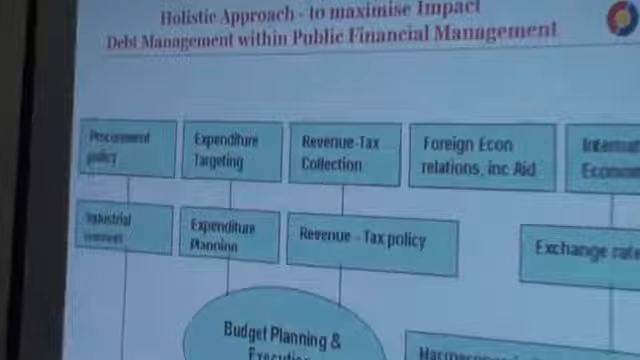 Holistic Approach - to maximise Impact
Debt Management within Public Financial Management
Procurement
policy
Expenditure
Targeting
Revenue-Tax
Collection
Foreign Econ
relations, inc Aid
Industrial
Expenditure
Planning
Revenue - Tax policy
Exchange rate
Budget Planning &
Execution